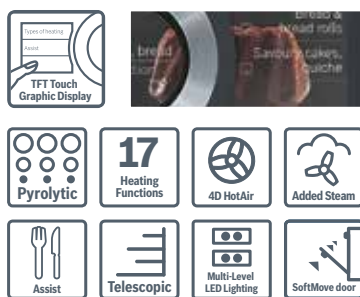 Types of heating
Assist
TFT Touch
Graphic Display
Bread &
bread rolls
bread
Savoury cakes,
quiche
Pyrolytic
17
Heating
Functions
4D HotAir
Added Steam
Assist
Telescopic
Multi-Level
LED Lighting
SoftMove door